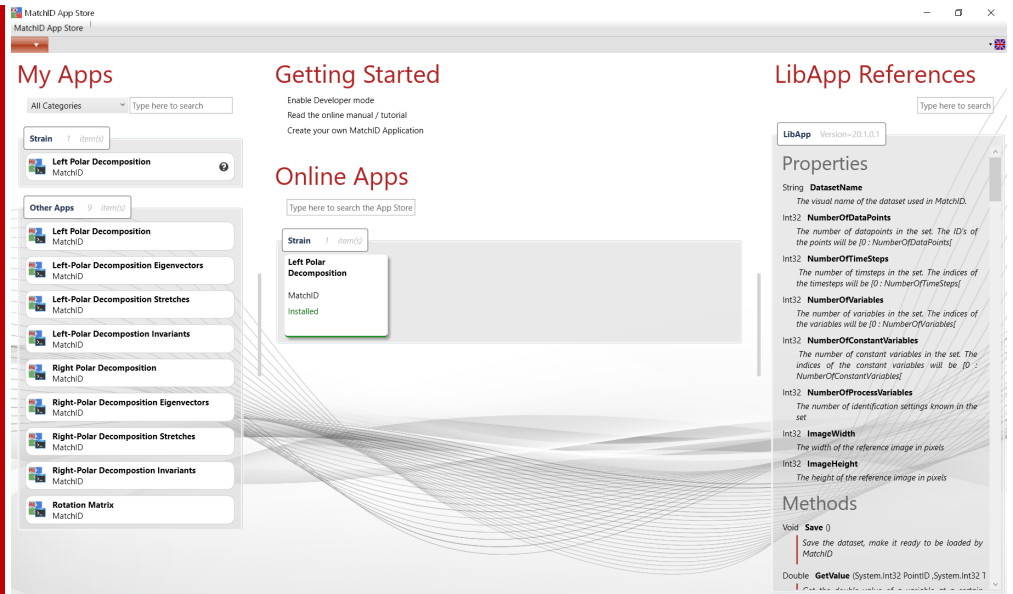 MatchID App Store
MatchID App Store
My Apps
All Categories
Type here to search
Strain 1 item(s)
Left Polar Decomposition
MatchID
Other Apps 9 item(s)
Left Polar Decomposition
MatchID
Left-Polar Decomposition Eigenvectors
MatchID
Left-Polar Decomposition Stretches
MatchID
Left-Polar Decompostion Invariants
MatchID
Right Polar Decomposition
MatchID
Right-Polar Decomposition Eigenvectors
MatchID
Right-Polar Decomposition Stretches
MatchID
Right-Polar Decompostion Invariants
MatchID
Rotation Matrix
MatchID
Getting Started
Enable Developer mode
Read the online manual / tutorial
Create your own MatchID Application
Online Apps
Type here to search the App Store
Strain 1 item(s)
Left Polar
Decomposition
MatchID
Installed
LibApp References
Type here to search
LibApp Version=20.1.0.1
Properties
String DatasetName
The visual name of the dataset used in MatchID.
Int32 NumberOfDataPoints
The number of datapoints in the set. The ID's of
the points will be [0 : NumberOfDataPoints[
Int32 NumberOfTimeSteps
The number of timsteps in the set. The indices of
the timesteps will be [0 : NumberOfTimeSteps[
Int32 NumberOfVariables
The number of variables in the set. The indices of
the variables will be [0 : NumberOfVariables[
Int32 NumberOfConstantVariables
The number of constant variables in the set. The
indices of the constant variables will be [0 :
NumberOfConstantVariables[
Int32 NumberOfProcessVariables
The number of identification settings known in the
set
Int32 ImageWidth
The width of the reference image in pixels
Int32 ImageHeight
The height of the reference image in pixels
Methods
Void Save ()
Save the dataset, make it ready to be loaded by
MatchID
Double GetValue (System.Int32 PointID ,System.Int32 T
Get the double value of a variable at a certain